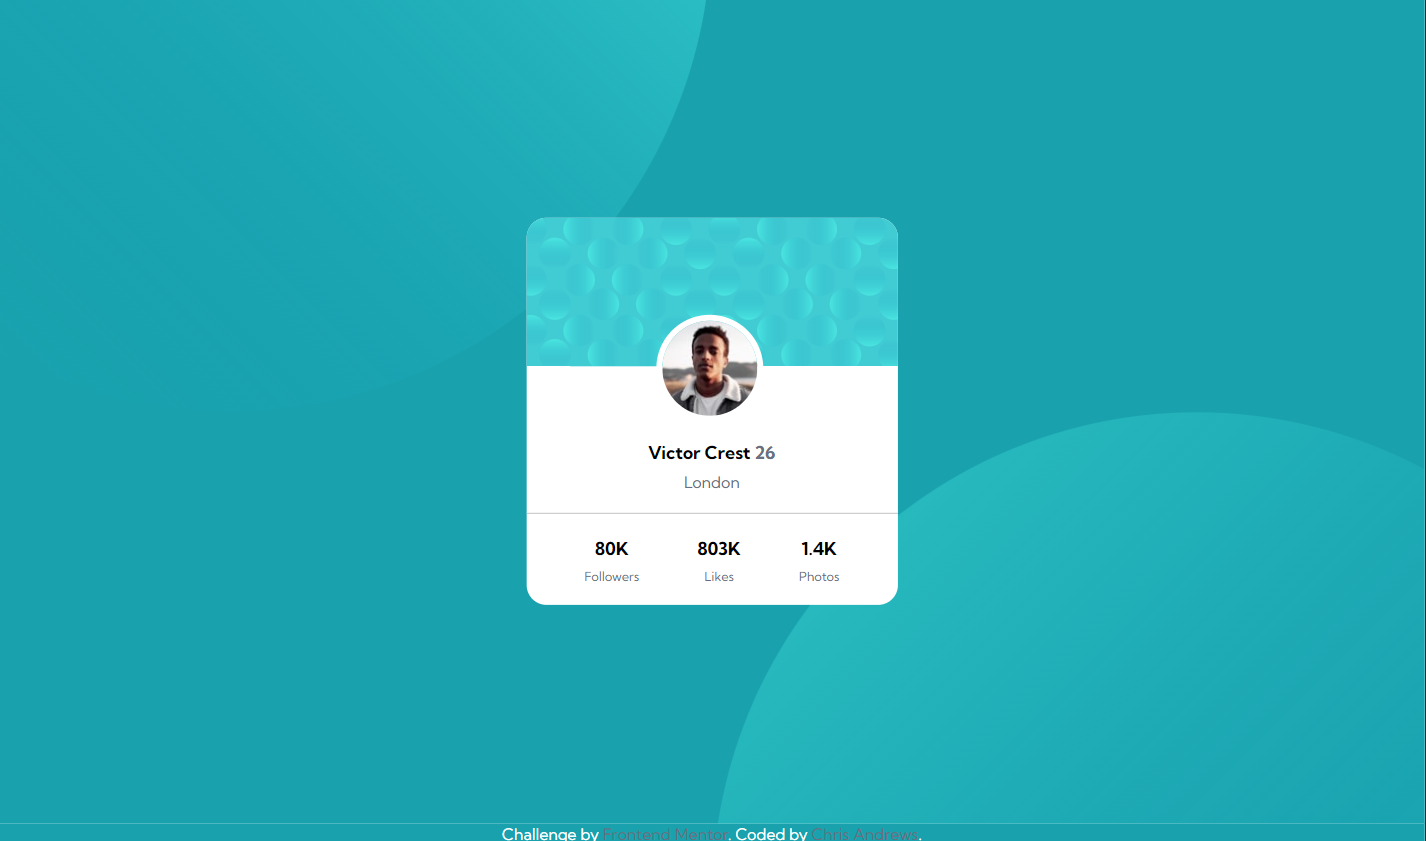 Victor Crest 26
London
80K 803K 1.4K
Followers Likes Photos
Challenge by Frontend Mentor. Coded by Chris Andrews.